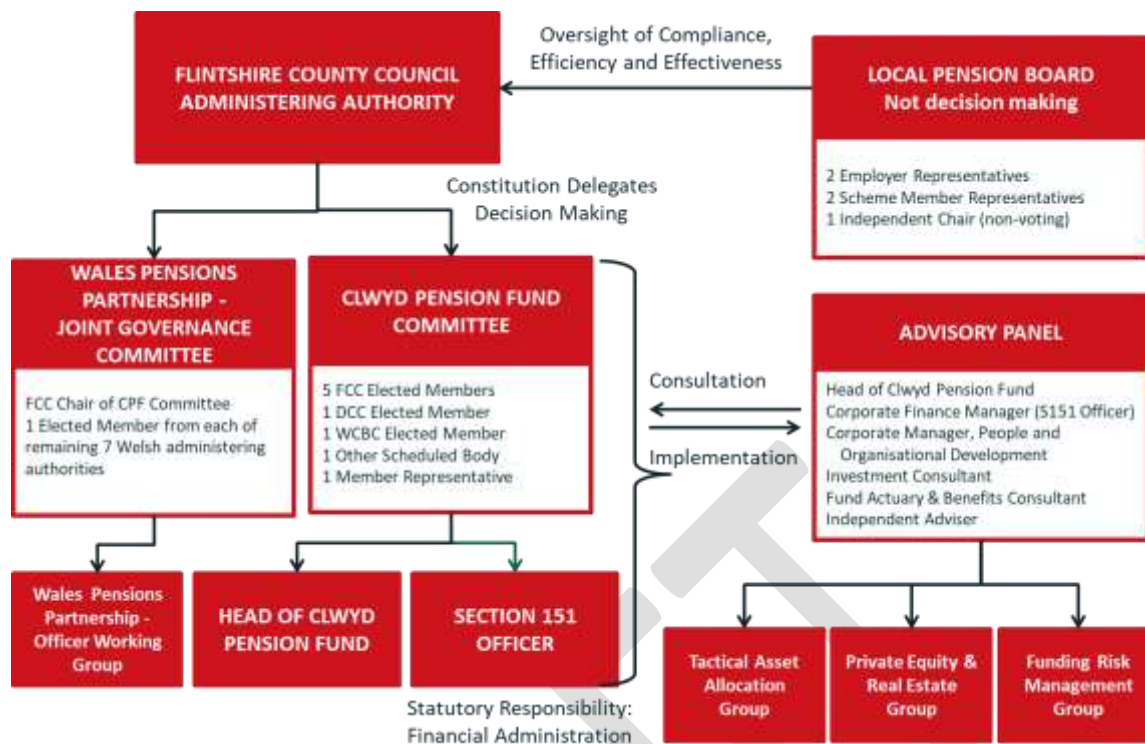 FLINTSHIRE COUNTY COUNCIL
ADMINISTERING AUTHORITY
Oversight of Compliance,
Efficiency and Effectiveness
LOCAL PENSION BOARD
Not decision making
2 Employer Representatives
2 Scheme Member Representatives
1 Independent Chair (non-voting)
Constitution Delegates
Decision Making
WALES PENSIONS
PARTNERSHIP -
JOINT GOVERNANCE
COMMITTEE
FCC Chair of CPF Committee
1 Elected Member from each of
remaining 7 Welsh administering
authorities
CLWYD PENSION FUND
COMMITTEE
5 FCC Elected Members
1 DCC Elected Member
1 WCBC Elected Member
1 Other Scheduled Body
1 Member Representative
Consultation
Implementation
ADVISORY PANEL
Head of Clwyd Pension Fund
Corporate Finance Manager (S151 Officer)
Corporate Manager, People and
Organisational Development
Investment Consultant
Fund Actuary & Benefits Consultant
Independent Adviser
Wales Pensions
Partnership -
Officer Working
Group
HEAD OF CLWYD
PENSION FUND
SECTION 151
OFFICER
Statutory Responsibility:
Financial Administration
Tactical Asset
Allocation
Group
Private Equity &
Real Estate Group
Funding Risk
Management
Group